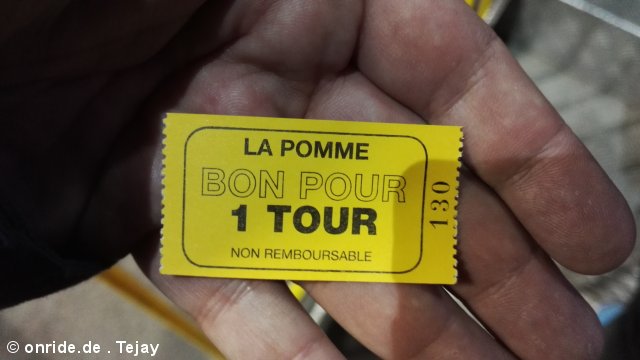 LA POMME
BON POUR
1 TOUR
NON REMBOURSABLE
130
© onride.de . Tejay